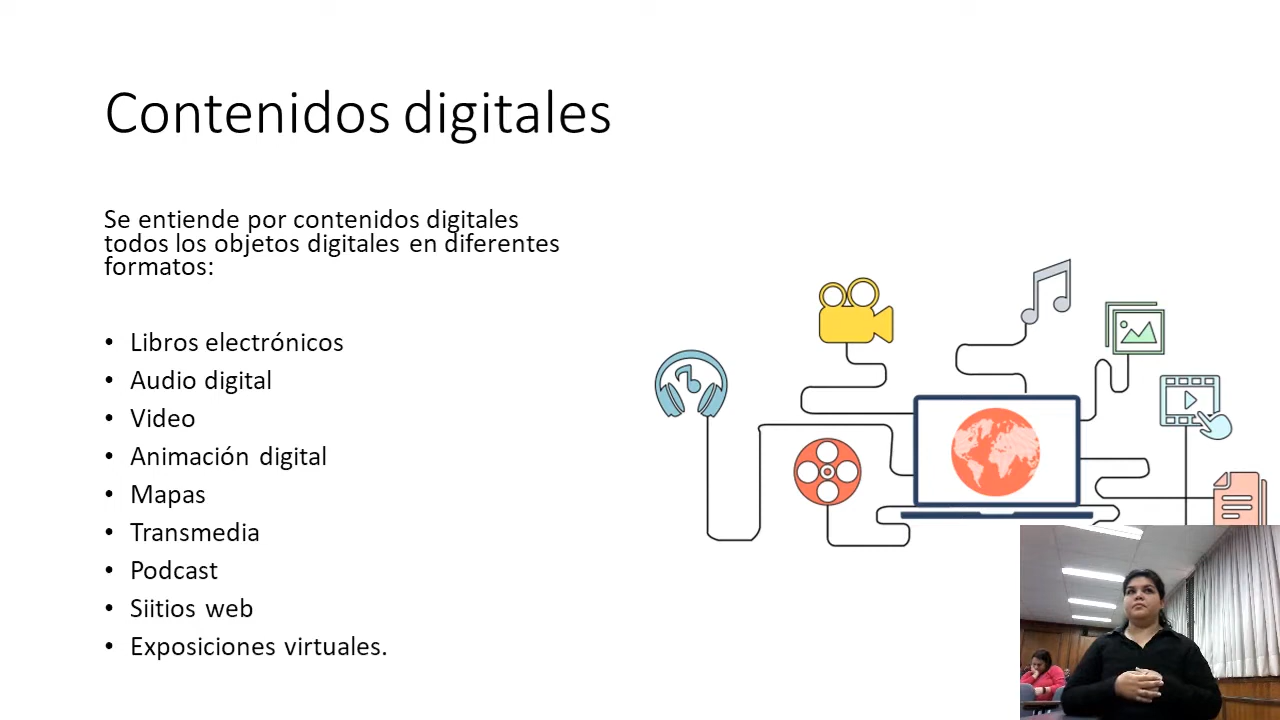 Contenidos digitales
Se entiende por contenidos digitales
todos los objetos digitales en diferentes
formatos:
• Libros electrónicos
• Audio digital
• Video
• Animación digital
• Mapas
• Transmedia
• Podcast
• Siitios web
• Exposiciones virtuales.